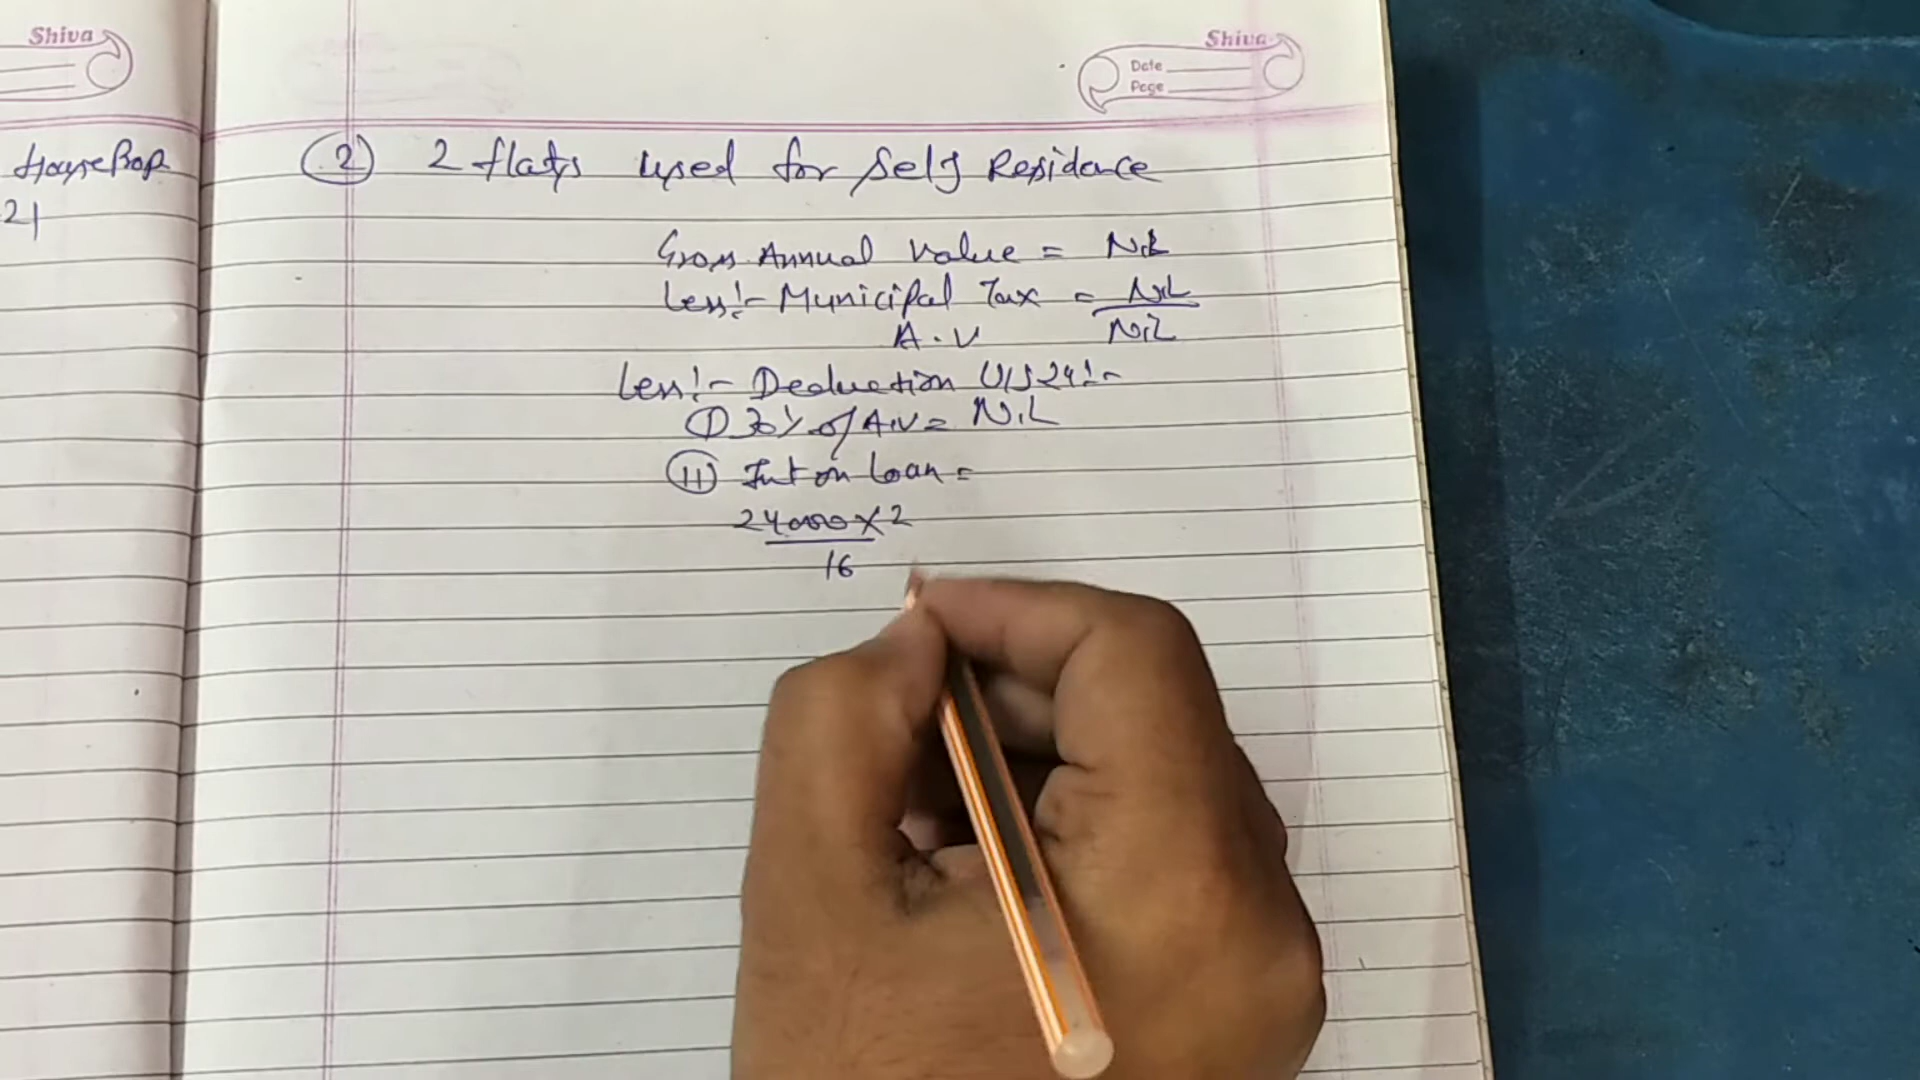 Shiva
House Prop
21
Shiva
Date
Page
(2) 2 flats used for Self Residence
Gross Annual Value = NiL
Less:- Municipal Tax = NiL
A.V NiL
Less:- Deduction U/S 24:-
(I) 30% of A.V = NiL
(II) Int on loan =
24000 X 2
16